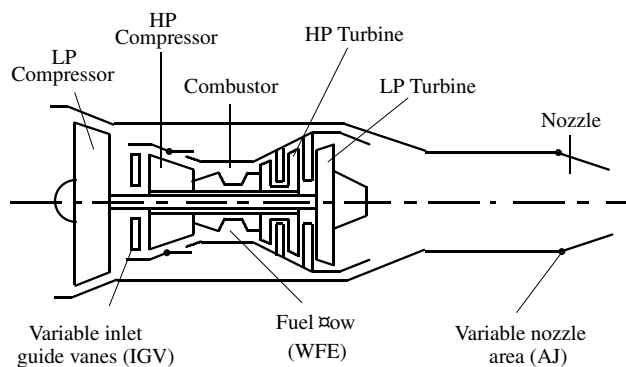 HP
Compressor
HP Turbine
LP
Compressor
Combustor
LP Turbine
Nozzle
Variable inlet
guide vanes (IGV)
Fuel ¤ow
(WFE)
Variable nozzle
area (AJ)